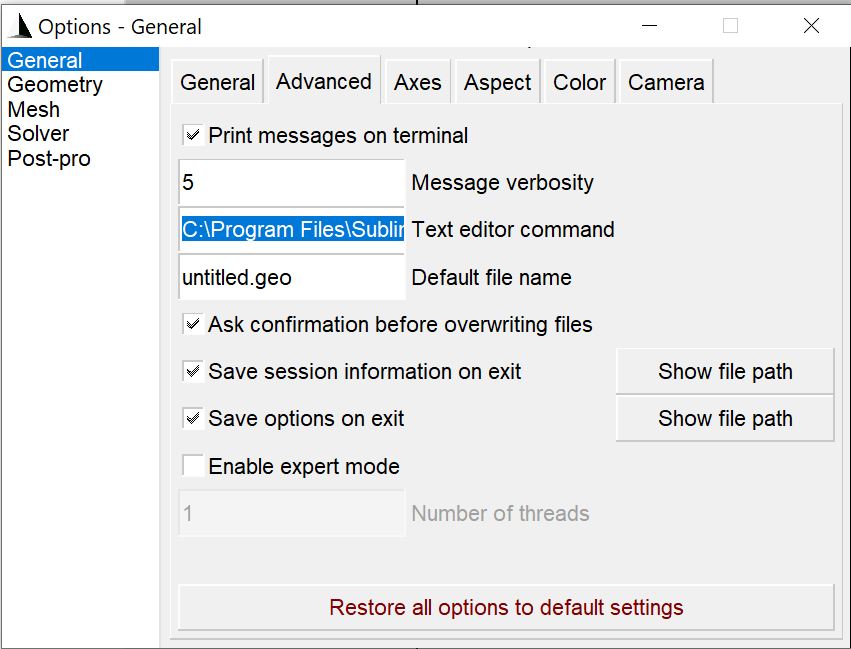 Options - General
General
Geometry
Mesh
Solver
Post-pro
General Advanced Axes Aspect Color Camera
Print messages on terminal
5 Message verbosity
C:\Program Files\Sublin Text editor command
untitled.geo Default file name
Ask confirmation before overwriting files
Save session information on exit Show file path
Save options on exit Show file path
Enable expert mode
1 Number of threads
Restore all options to default settings